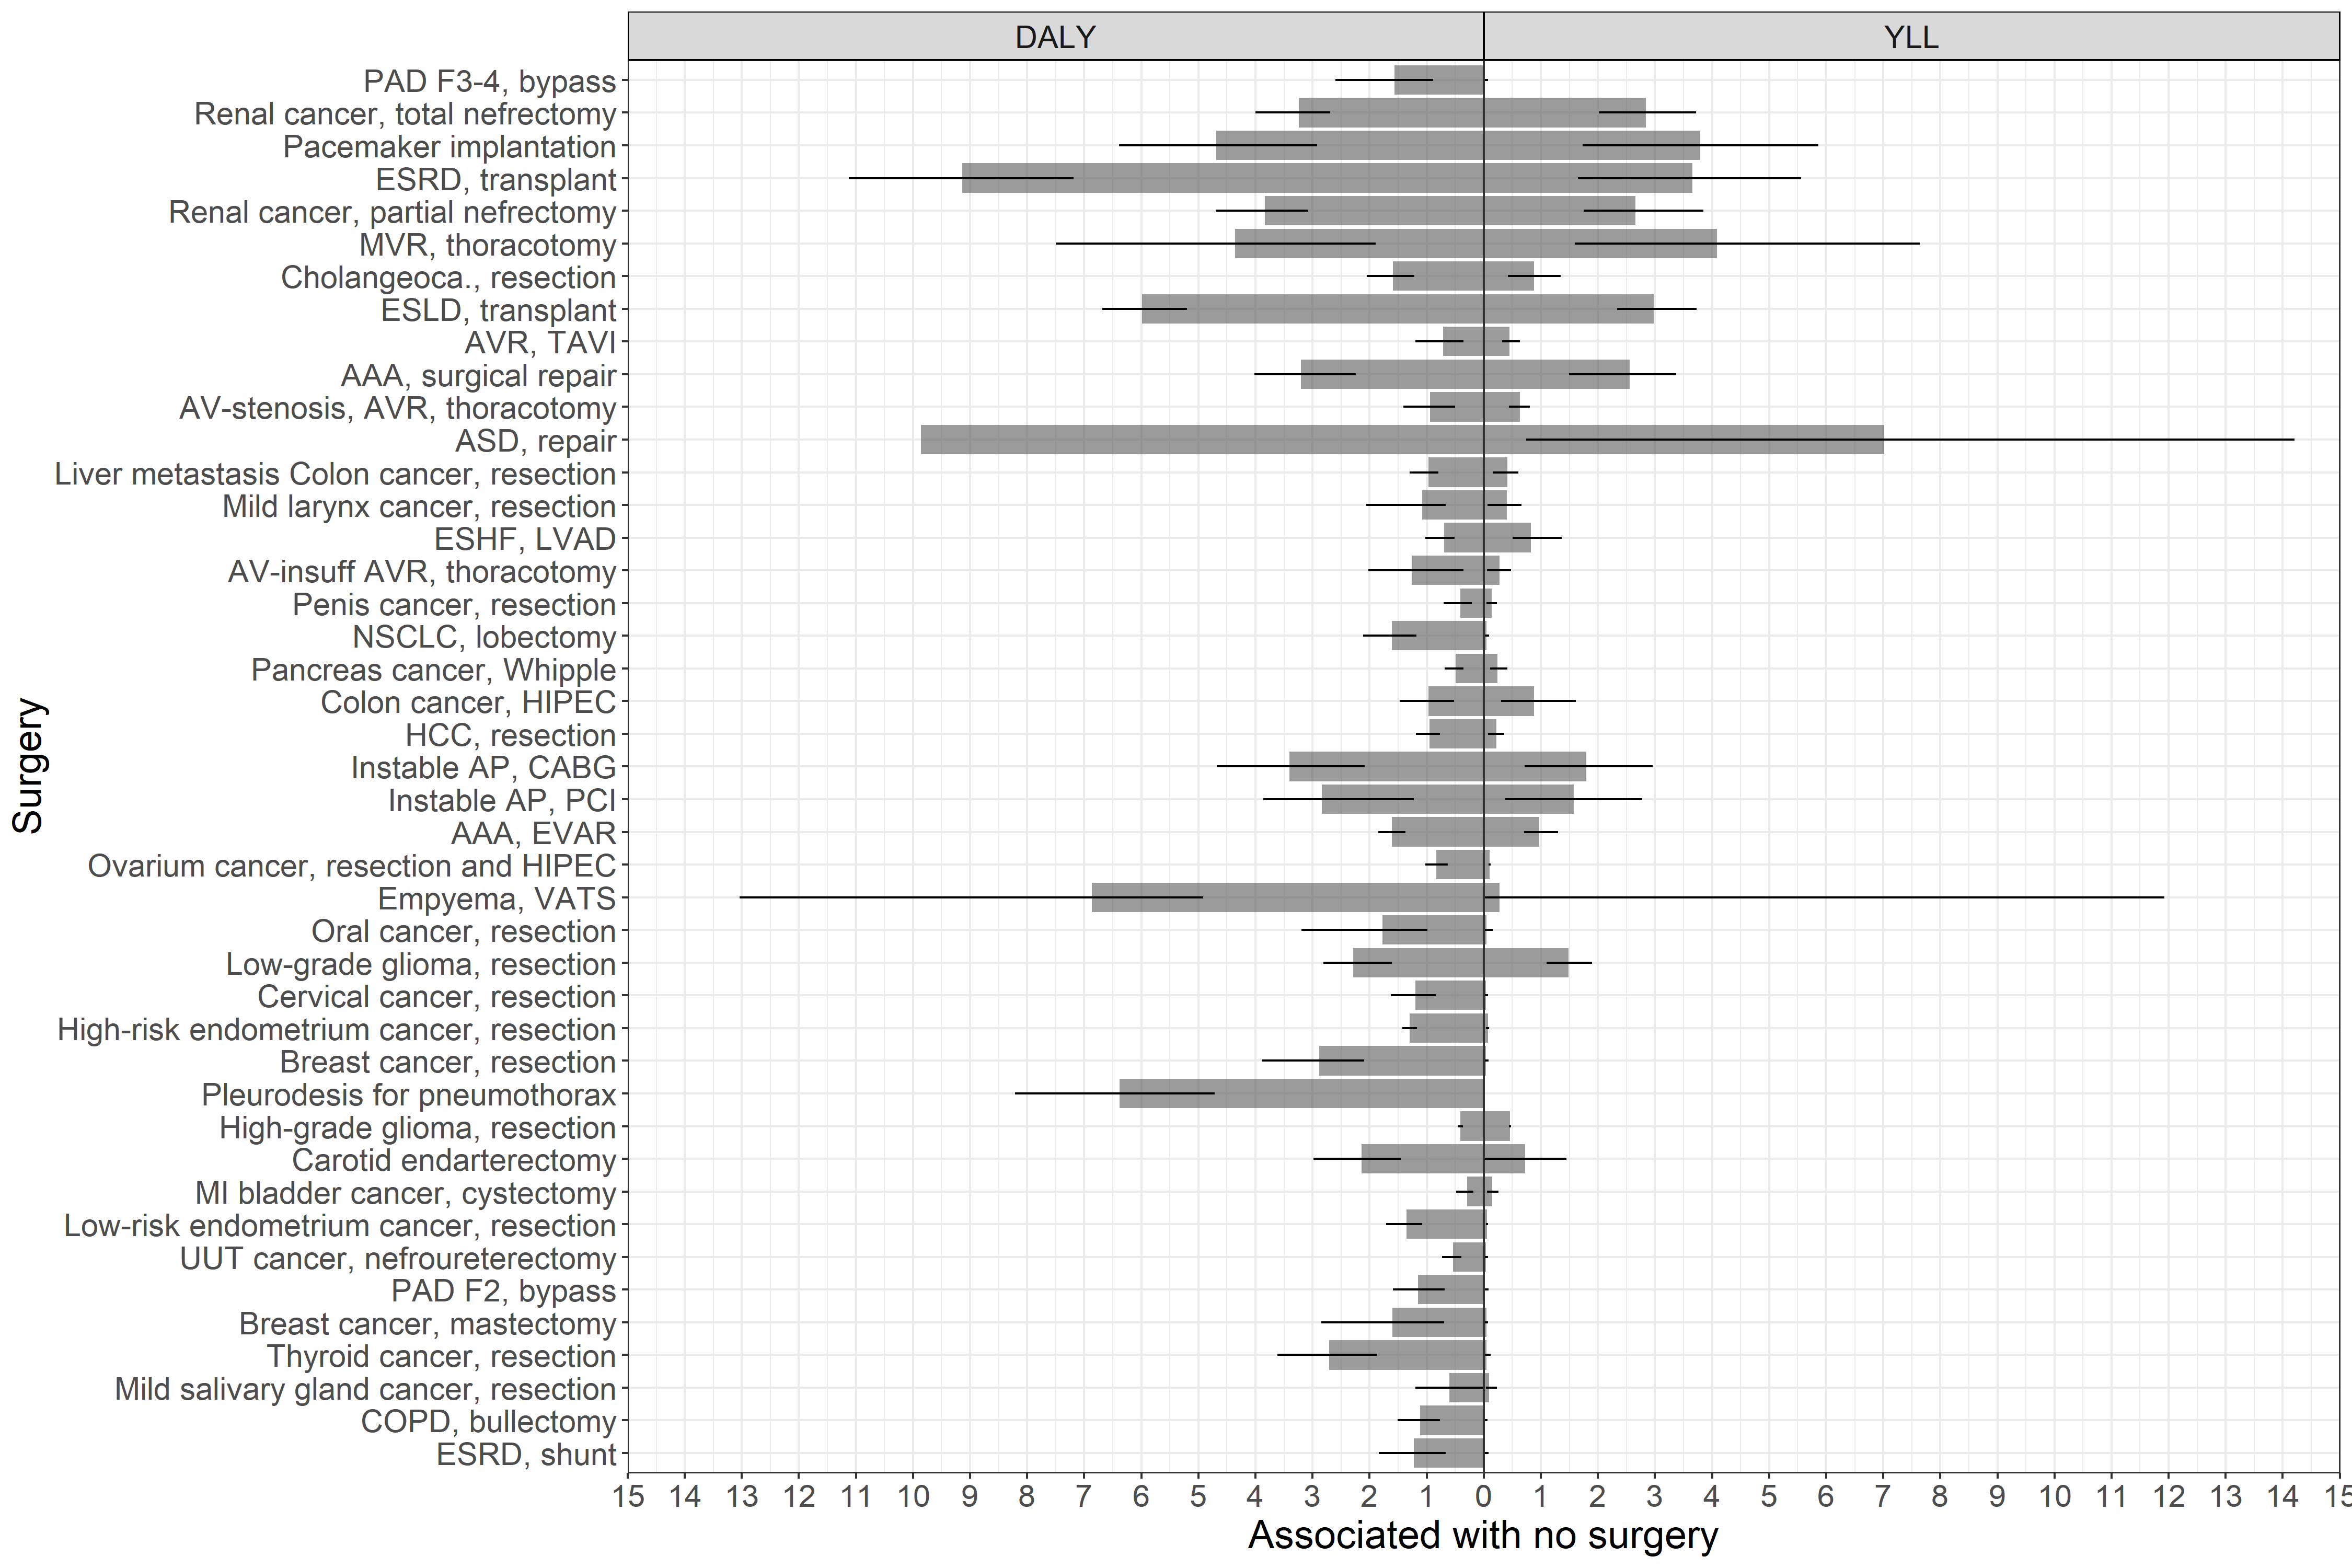 DALY YLL
PAD F3-4, bypass
Renal cancer, total nefrectomy
Pacemaker implantation
ESRD, transplant
Renal cancer, partial nefrectomy
MVR, thoracotomy
Cholangeoca., resection
ESLD, transplant
AVR, TAVI
AAA, surgical repair
AV-stenosis, AVR, thoracotomy
ASD, repair
Liver metastasis Colon cancer, resection
Mild larynx cancer, resection
ESHF, LVAD
AV-insuff AVR, thoracotomy
Penis cancer, resection
NSCLC, lobectomy
Pancreas cancer, Whipple
Colon cancer, HIPEC
HCC, resection
Instable AP, CABG
Instable AP, PCI
AAA, EVAR
Ovarium cancer, resection and HIPEC
Empyema, VATS
Oral cancer, resection
Low-grade glioma, resection
Cervical cancer, resection
High-risk endometrium cancer, resection
Breast cancer, resection
Pleurodesis for pneumothorax
High-grade glioma, resection
Carotid endarterectomy
MI bladder cancer, cystectomy
Low-risk endometrium cancer, resection
UUT cancer, nefroureterectomy
PAD F2, bypass
Breast cancer, mastectomy
Thyroid cancer, resection
Mild salivary gland cancer, resection
COPD, bullectomy
ESRD, shunt
Surgery
15 14 13 12 11 10 9 8 7 6 5 4 3 2 1 0 1 2 3 4 5 6 7 8 9 10 11 12 13 14 15
Associated with no surgery